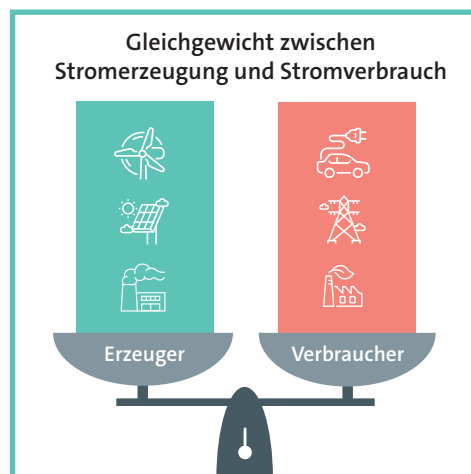 Gleichgewicht zwischen
Stromerzeugung und Stromverbrauch
Erzeuger
Verbraucher